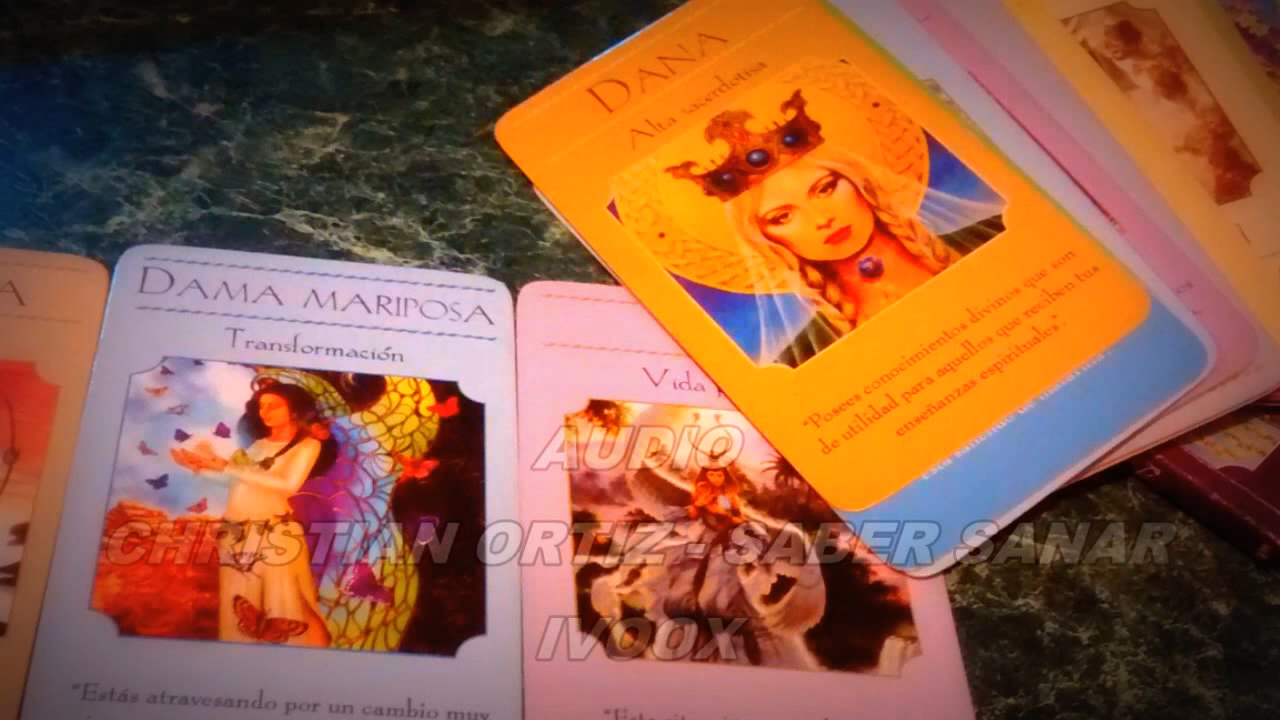 DANA
Alta sacerdotisa
"Posees conocimientos divinos que son
de utilidad para aquellos que reciben tus
enseñanzas espirituales".
A
DAMA MARIPOSA
Transformación
"Estás atravesando por un cambio muy
Vida
AUDIO
CHRISTIAN ORTIZ - SABER SANAR
IVOOX